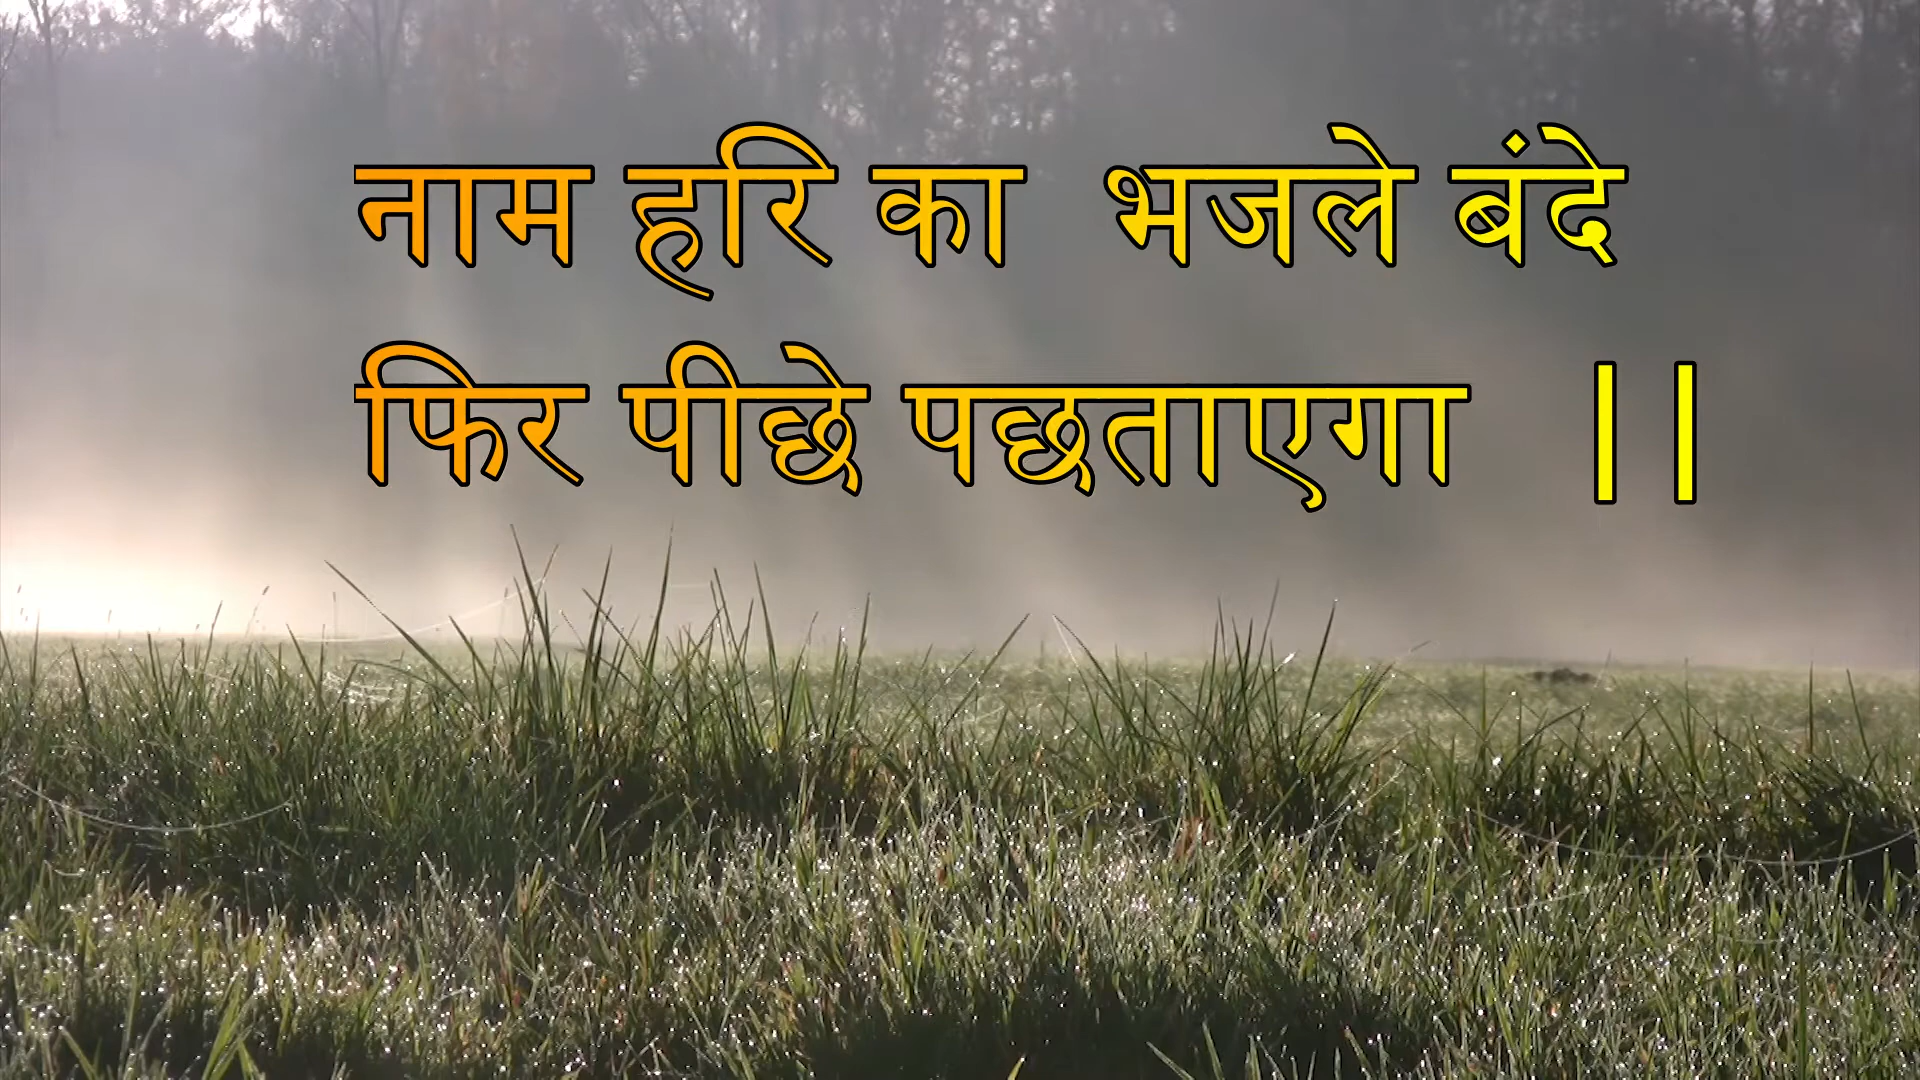 नाम हरि का भजले बंदे
फिर पीछे पछताएगा ||